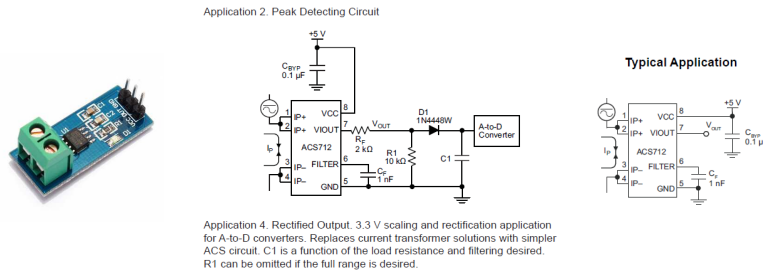 Application 2. Peak Detecting Circuit
+5 V
CBYP
0.1 µF
1 IP+
2 IP+
IP
3 IP–
4 IP–
VCC 8
VIOUT 7
ACS712
FILTER 6
GND 5
RF
2 kΩ
VOUT
D1
1N4448W
R1
10 kΩ
CF
1 nF
C1
A-to-D
Converter
Application 4. Rectified Output. 3.3 V scaling and rectification application
for A-to-D converters. Replaces current transformer solutions with simpler
ACS circuit. C1 is a function of the load resistance and filtering desired.
R1 can be omitted if the full range is desired.
Typical Application
+5 V
1 IP+
2 IP+
IP
3 IP–
4 IP–
VCC 8
VIOUT 7
ACS712
FILTER 6
GND 5
VOUT
CBYP
0.1 µ
CF
1 nF
VCC OUT GND
U1